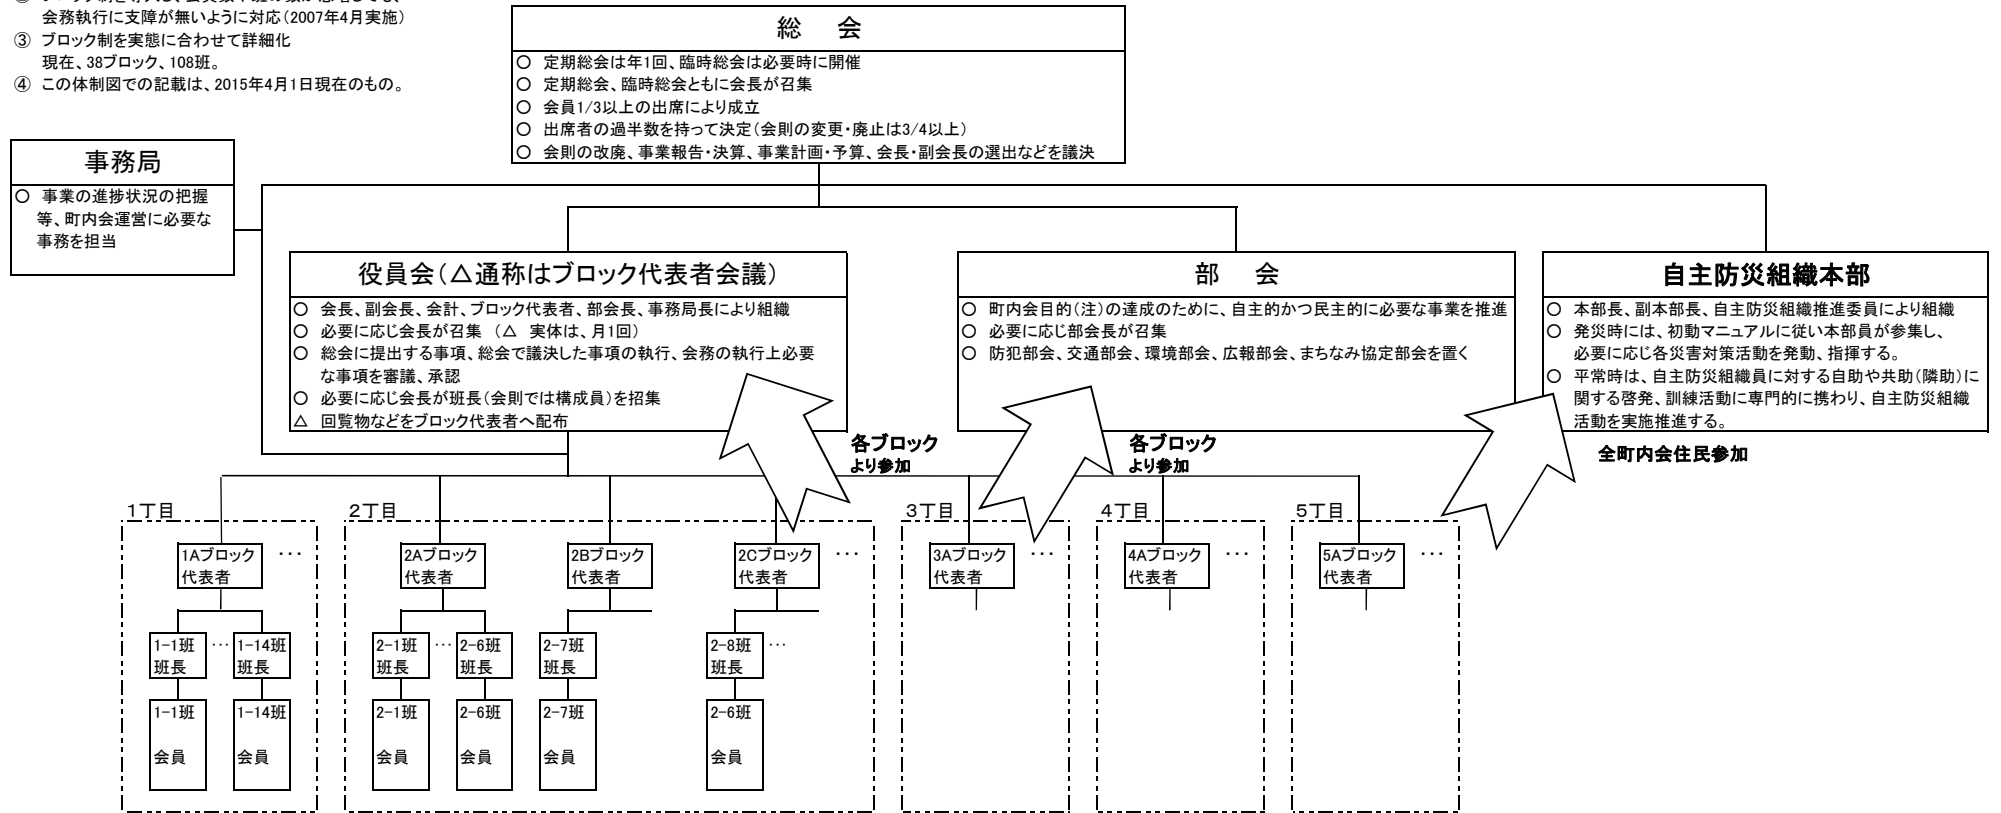 会務執行に支障が無いように対応(2007年4月実施)
③ ブロック制を実態に合わせて詳細化
現在、38ブロック、108班。
④ この体制図での記載は、2015年4月1日現在のもの。
総 会
○ 定期総会は年1回、臨時総会は必要時に開催
○ 定期総会、臨時総会ともに会長が召集
○ 会員1/3以上の出席により成立
○ 出席者の過半数を持って決定(会則の変更・廃止は3/4以上)
○ 会則の改廃、事業報告・決算、事業計画・予算、会長・副会長の選出などを議決
事務局
○ 事業の進捗状況の把握
等、町内会運営に必要な
事務を担当
役員会(△通称はブロック代表者会議)
○ 会長、副会長、会計、ブロック代表者、部会長、事務局長により組織
○ 必要に応じ会長が召集 (△ 実体は、月1回)
○ 総会に提出する事項、総会で議決した事項の執行、会務の執行上必要
な事項を審議、承認
○ 必要に応じ会長が班長(会則では構成員)を招集
△ 回覧物などをブロック代表者へ配布
部 会
○ 町内会目的(注)の達成のために、自主的かつ民主的に必要な事業を推進
○ 必要に応じ部会長が召集
○ 防犯部会、交通部会、環境部会、広報部会、まちなみ協定部会を置く
自主防災組織本部
○ 本部長、副本部長、自主防災組織推進委員により組織
○ 発災時には、初動マニュアルに従い本部員が参集し、
必要に応じ各災害対策活動を発動、指揮する。
○ 平常時は、自主防災組織員に対する自助や共助(隣助)に
関する啓発、訓練活動に専門的に携わり、自主防災組織
活動を実施推進する。
各ブロック
より参加
各ブロック
より参加
全町内会住民参加
1丁目
2丁目
3丁目
4丁目
5丁目
1Aブロック
代表者
･･･
2Aブロック
代表者
2Bブロック
代表者
2Cブロック
代表者
･･･
3Aブロック
代表者
･･･
4Aブロック
代表者
･･･
5Aブロック
代表者
･･･
1-1班
班長
･･･
1-14班
班長
2-1班
班長
･･･
2-6班
班長
2-7班
班長
2-8班
班長
･･･
1-1班
会員
1-14班
会員
2-1班
会員
2-6班
会員
2-7班
会員
2-6班
会員